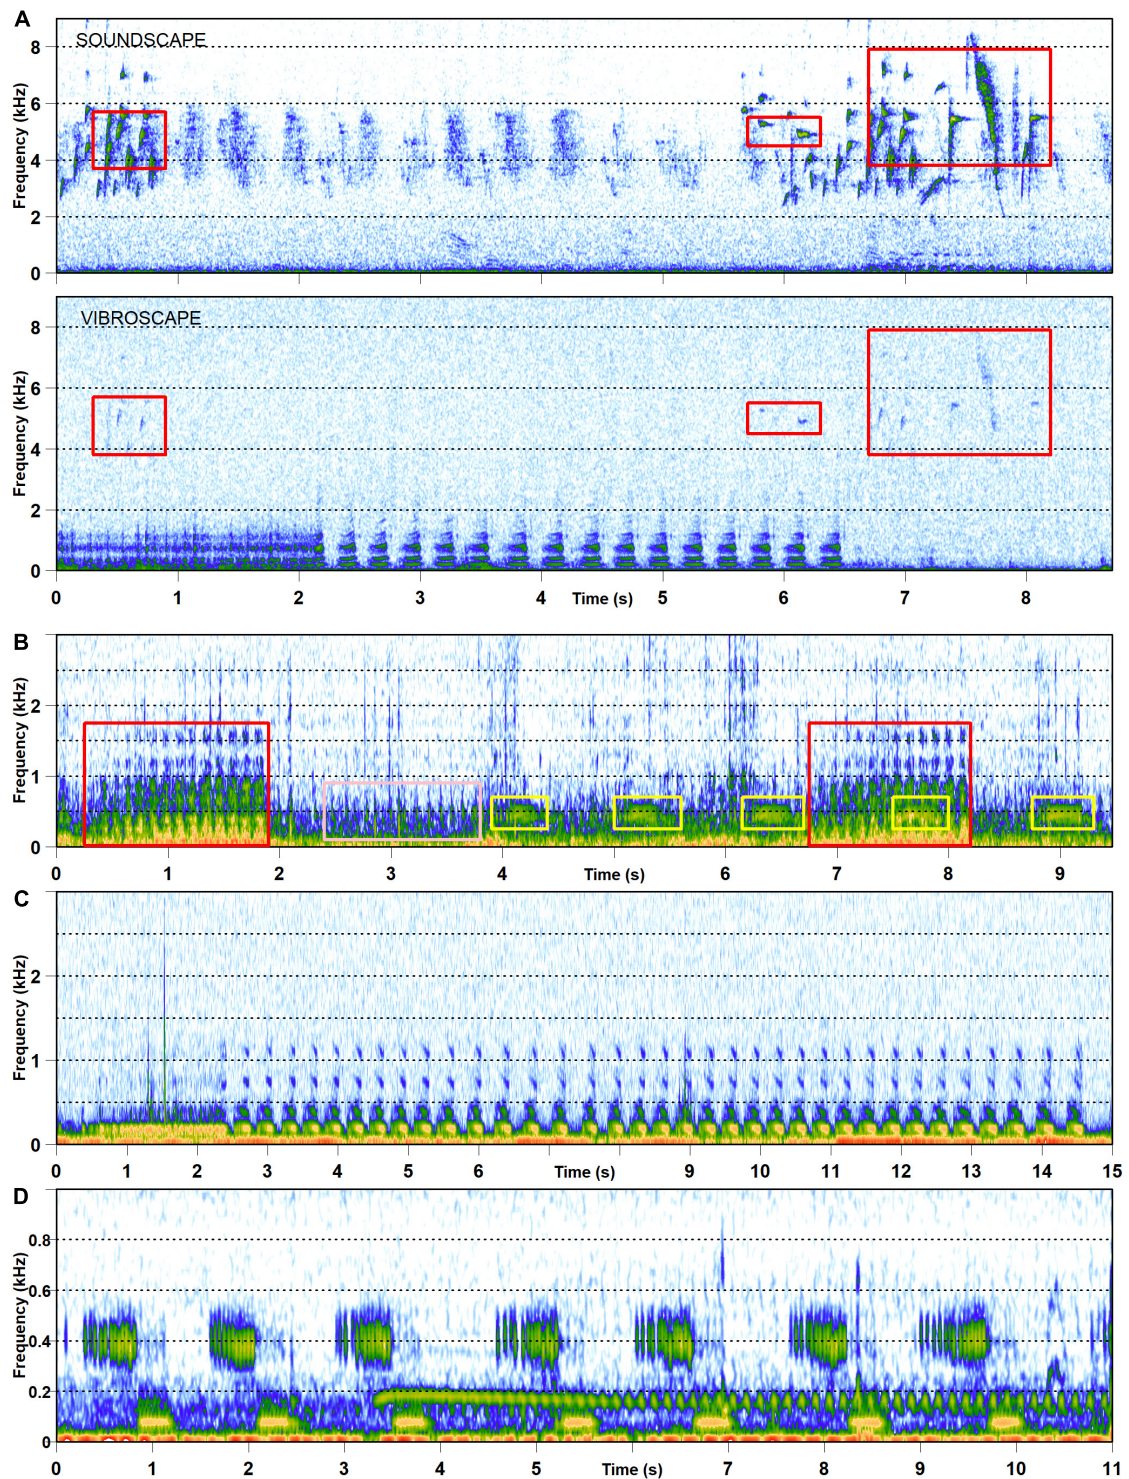 A
SOUNDSCAPE
Frequency (kHz)
8
6
4
2
0
VIBROSCAPE
Frequency (kHz)
8
6
4
2
0
0 1 2 3 4 5 6 7 8
Time (s)
B
Frequency (kHz)
2
1
0
0 1 2 3 4 5 6 7 8 9
Time (s)
C
Frequency (kHz)
2
1
0
0 1 2 3 4 5 6 9 10 11 12 13 14 15
Time (s)
D
Frequency (kHz)
0.8
0.6
0.4
0.2
0
0 1 2 3 4 5 7 8 9 10 11
Time (s)